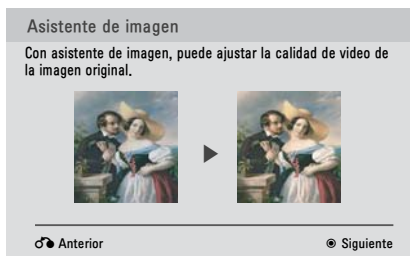 Asistente de imagen
Con asistente de imagen, puede ajustar la calidad de video de
la imagen original.
Anterior
Siguiente